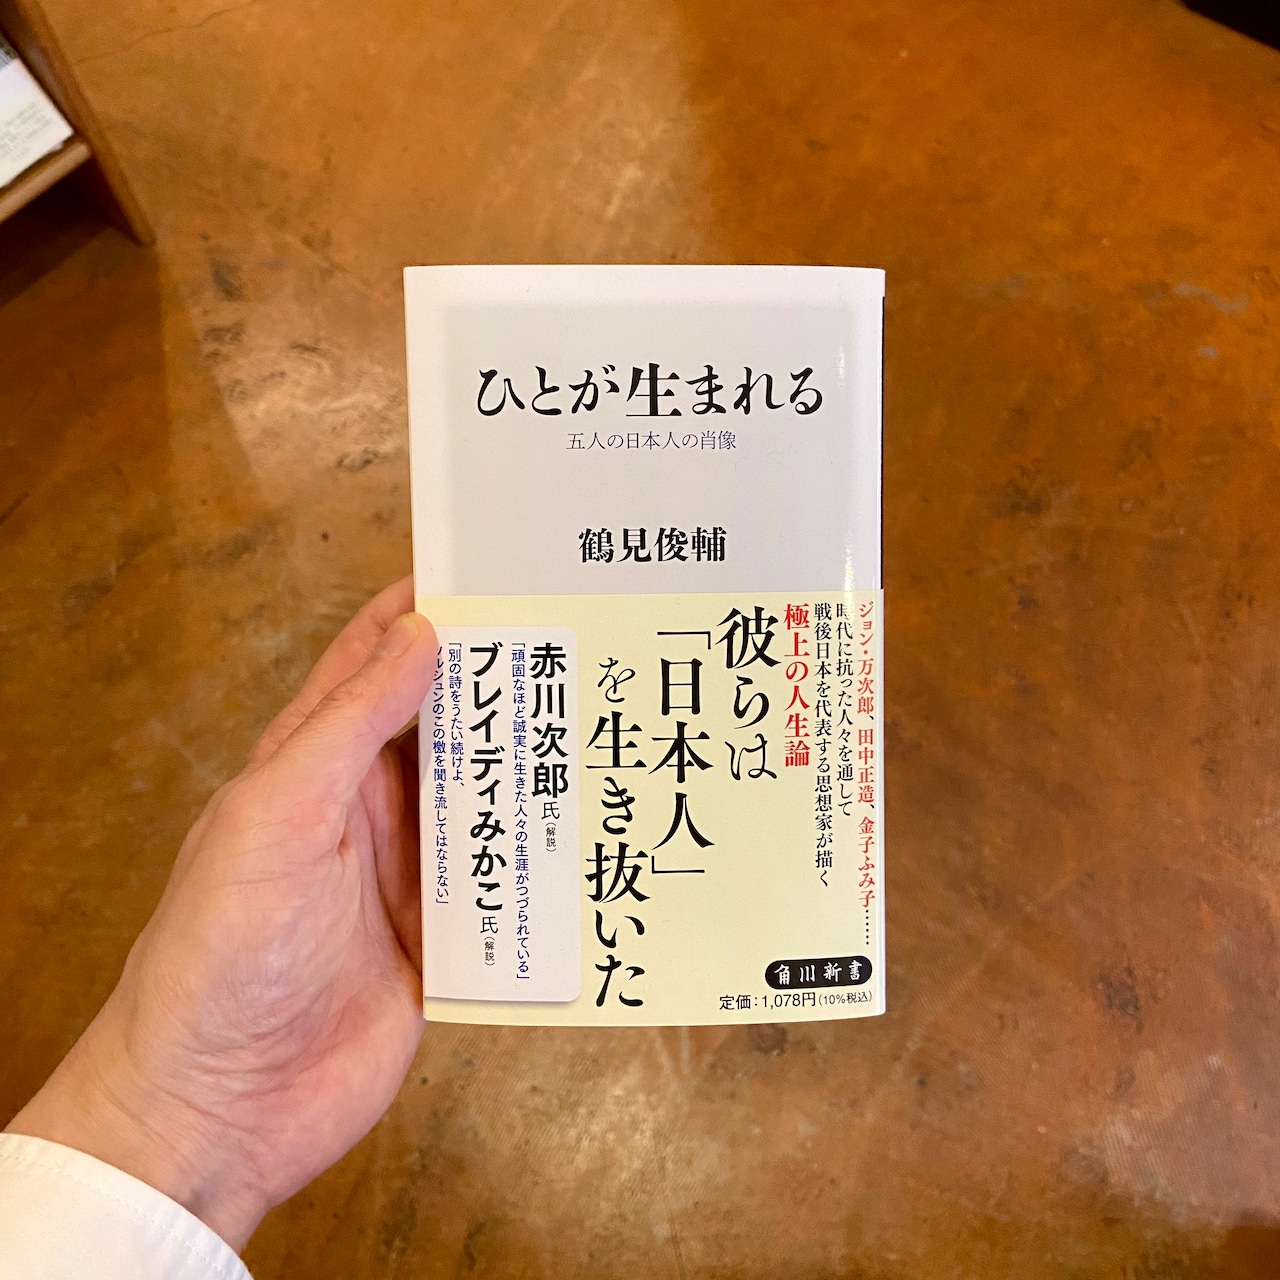 ひとが生まれる
五人の日本人の肖像
鶴見俊輔
ジョン・万次郎、田中正造、金子ふみ子……
時代に抗った人々を通して
戦後日本を代表する思想家が描く
極上の人生論
彼らは
「日本人」
を生き抜いた
赤川次郎氏（解説）
「頑固なほど誠実に生きた人々の生涯がつづられている」
ブレイディみかこ氏（解説）
「別の詩をうたい続けよ、
ルシュンのこの檄を聞き流してはならない」
角川新書
定価：1,078円（10％税込）